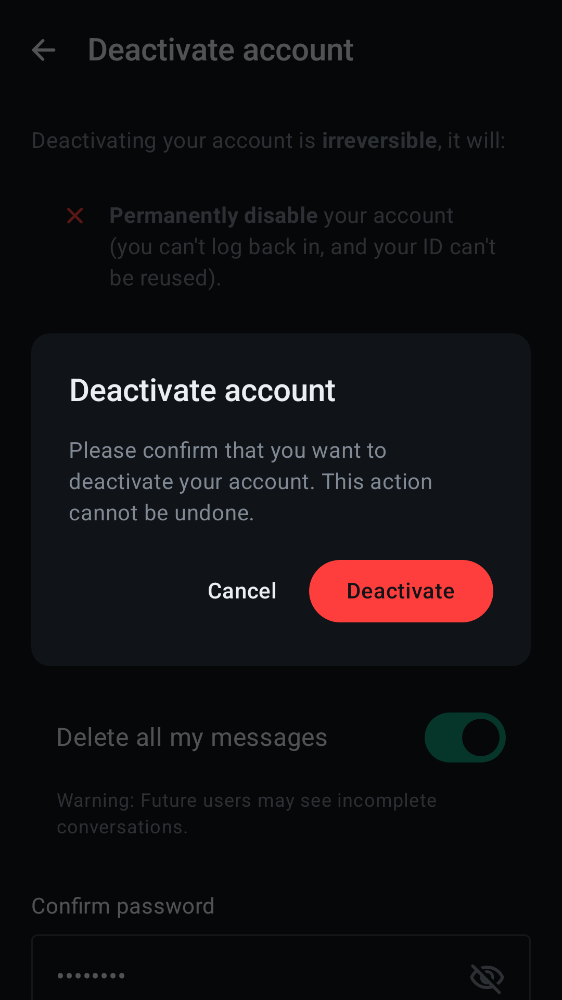 Deactivate account
Deactivating your account is irreversible, it will:
Permanently disable your account
(you can't log back in, and your ID can't
be reused).
Deactivate account
Please confirm that you want to
deactivate your account. This action
cannot be undone.
Cancel Deactivate
Delete all my messages
Warning: Future users may see incomplete
conversations.
Confirm password
••••••••